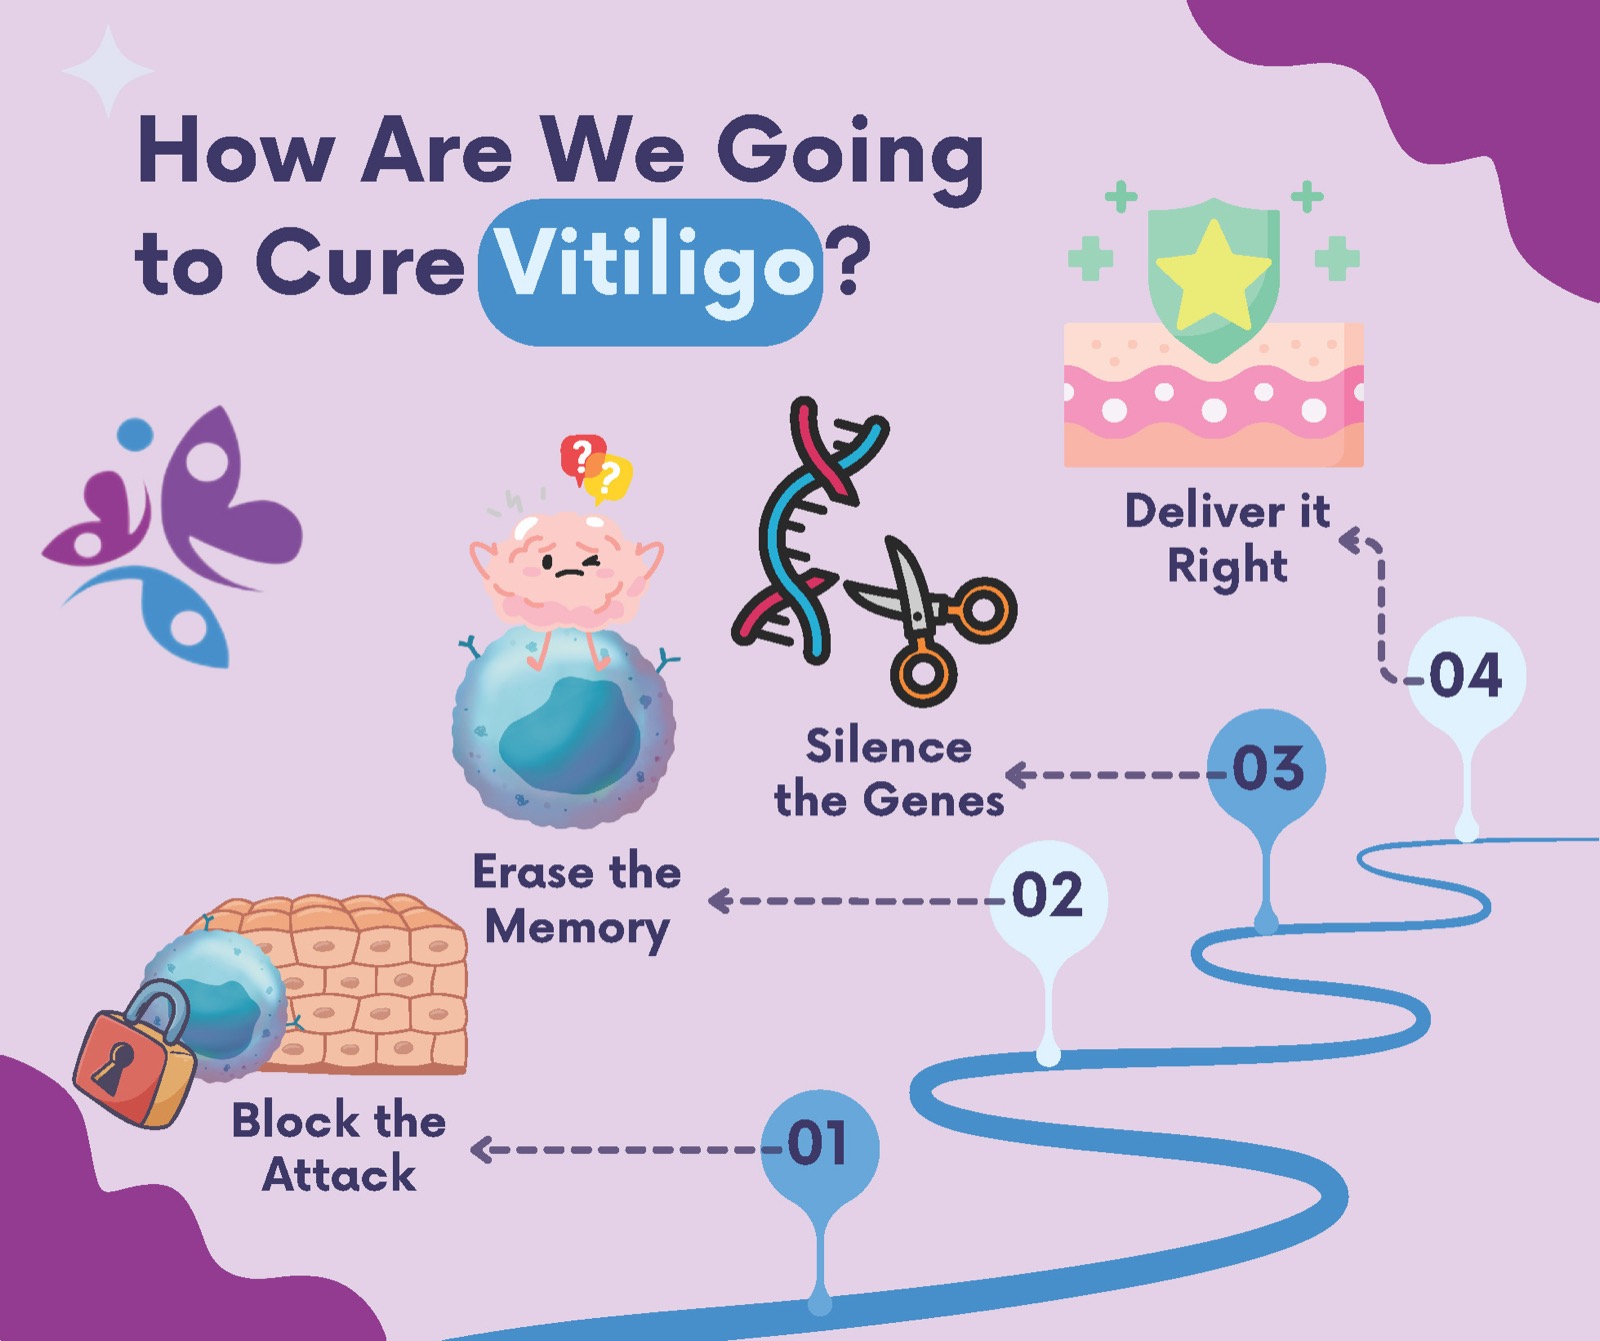 How Are We Going
to Cure Vitiligo?
? ?
Deliver it
Right
04
Silence
the Genes
03
Erase the
Memory
02
Block the
Attack
01